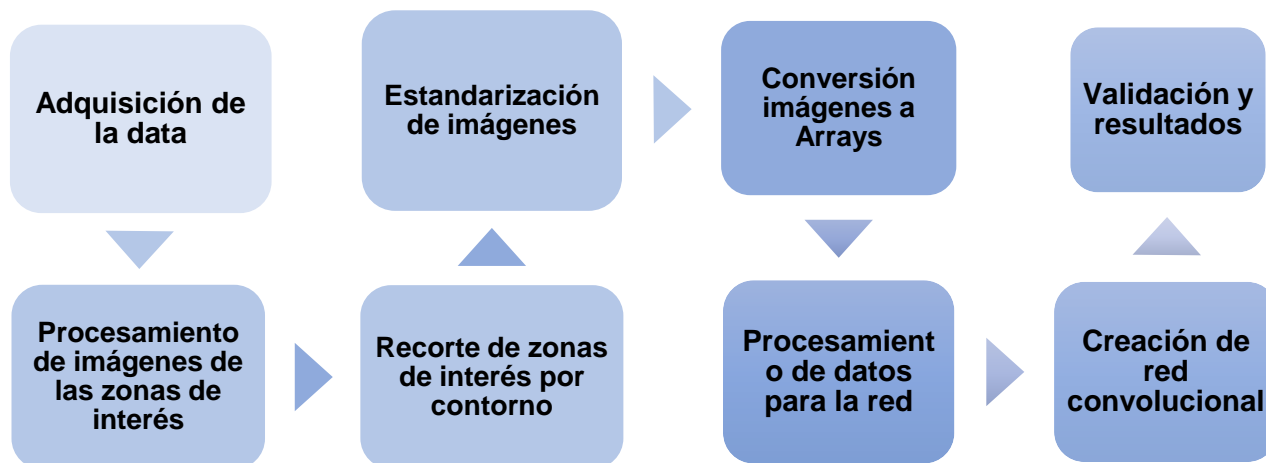 Adquisición de
la data
Procesamiento
de imágenes de
las zonas de
interés
Recorte de zonas
de interés por
contorno
Estandarización
de imágenes
Conversión
imágenes a
Arrays
Procesamient
o de datos
para la red
Creación de
red
convolucional
Validación y
resultados